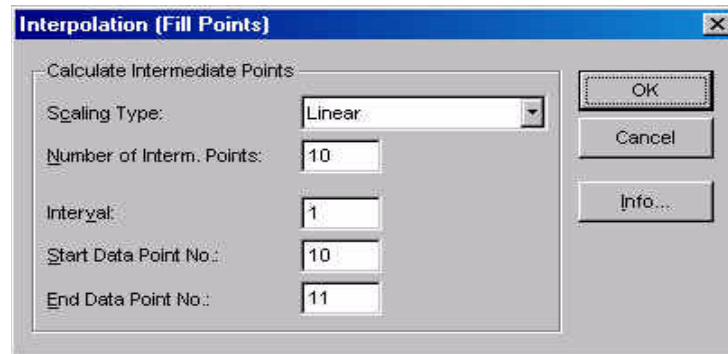 Interpolation (Fill Points)
Calculate Intermediate Points
Scaling Type: Linear
Number of Interm. Points: 10
Interval: 1
Start Data Point No.: 10
End Data Point No.: 11
OK
Cancel
Info...